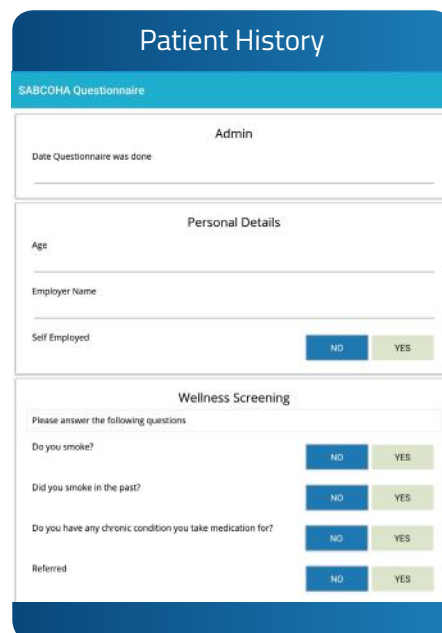 Patient History
SABCOHA Questionnaire
Admin
Date Questionnaire was done
Personal Details
Age
Employer Name
Self Employed
NO YES
Wellness Screening
Please answer the following questions
Do you smoke?
NO YES
Did you smoke in the past?
NO YES
Do you have any chronic condition you take medication for?
NO YES
Referred
NO YES